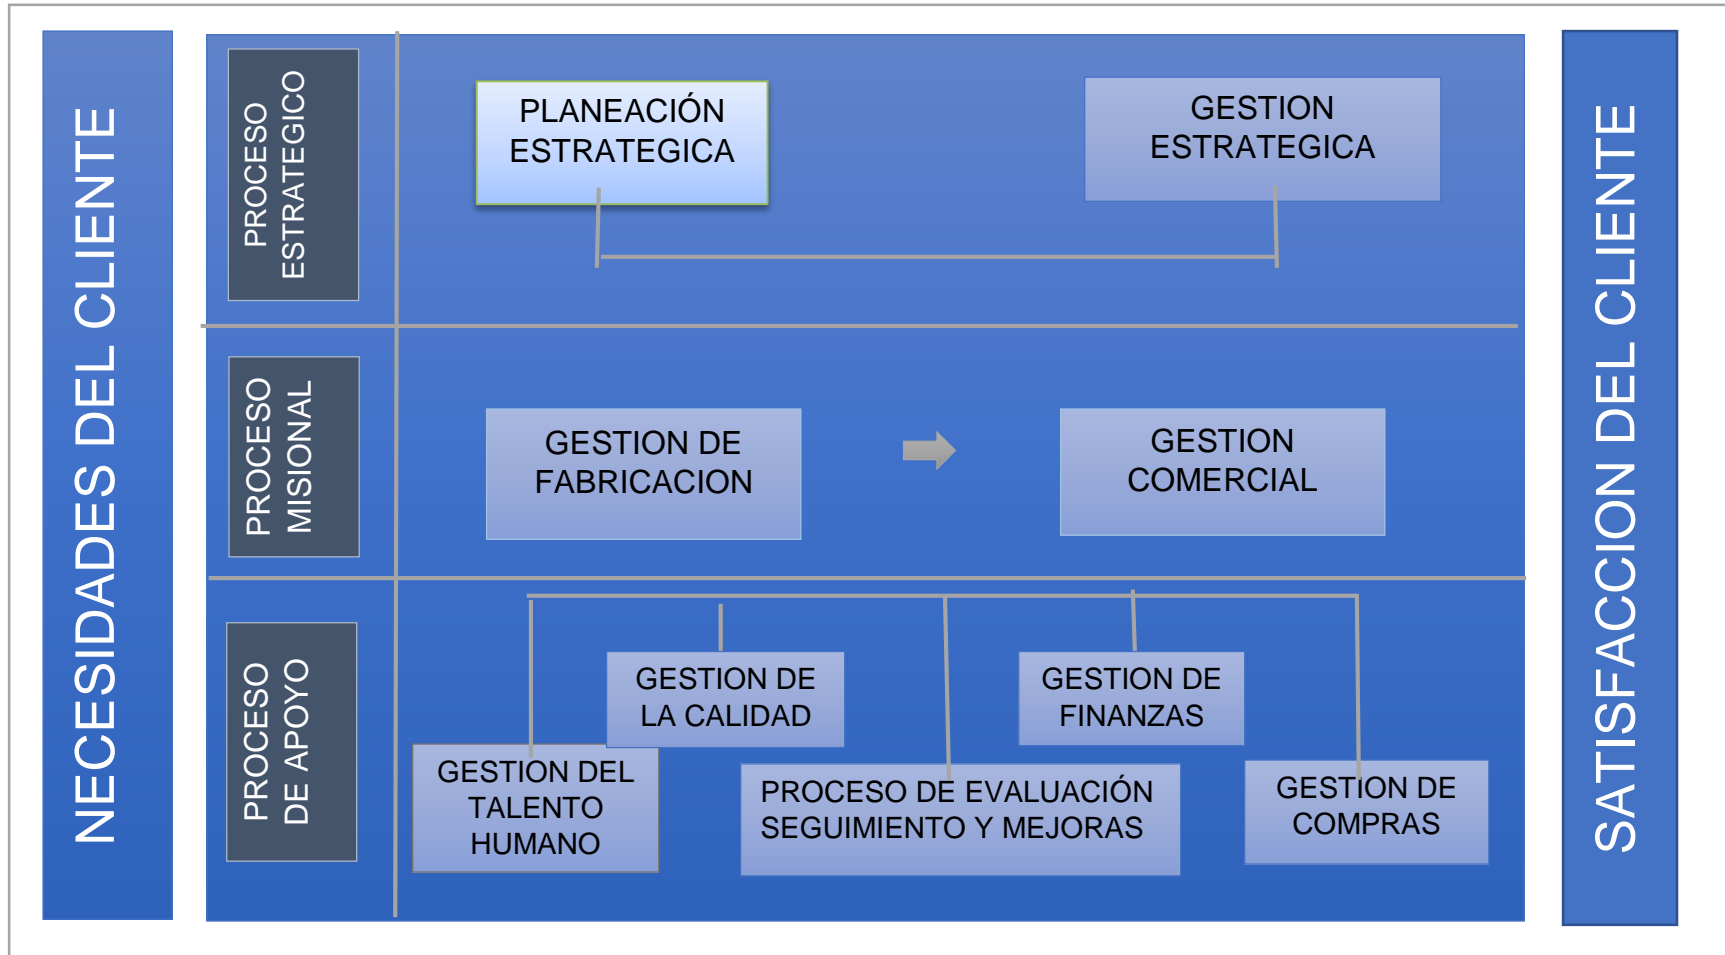 NECESIDADES DEL CLIENTE
PROCESO
ESTRATEGICO
PLANEACIÓN
ESTRATEGICA
GESTION
ESTRATEGICA
PROCESO
MISIONAL
GESTION DE
FABRICACION
GESTION
COMERCIAL
PROCESO
DE APOYO
GESTION DEL
TALENTO
HUMANO
GESTION DE
LA CALIDAD
PROCESO DE EVALUACIÓN
SEGUIMIENTO Y MEJORAS
GESTION DE
FINANZAS
GESTION DE
COMPRAS
SATISFACCION DEL CLIENTE